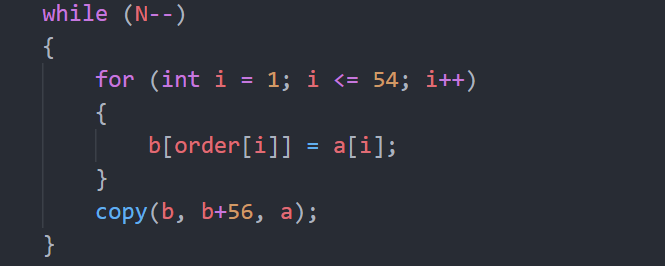 while (N--)
{
    for (int i = 1; i <= 54; i++)
    {
        b[order[i]] = a[i];
    }
    copy(b, b+56, a);
}